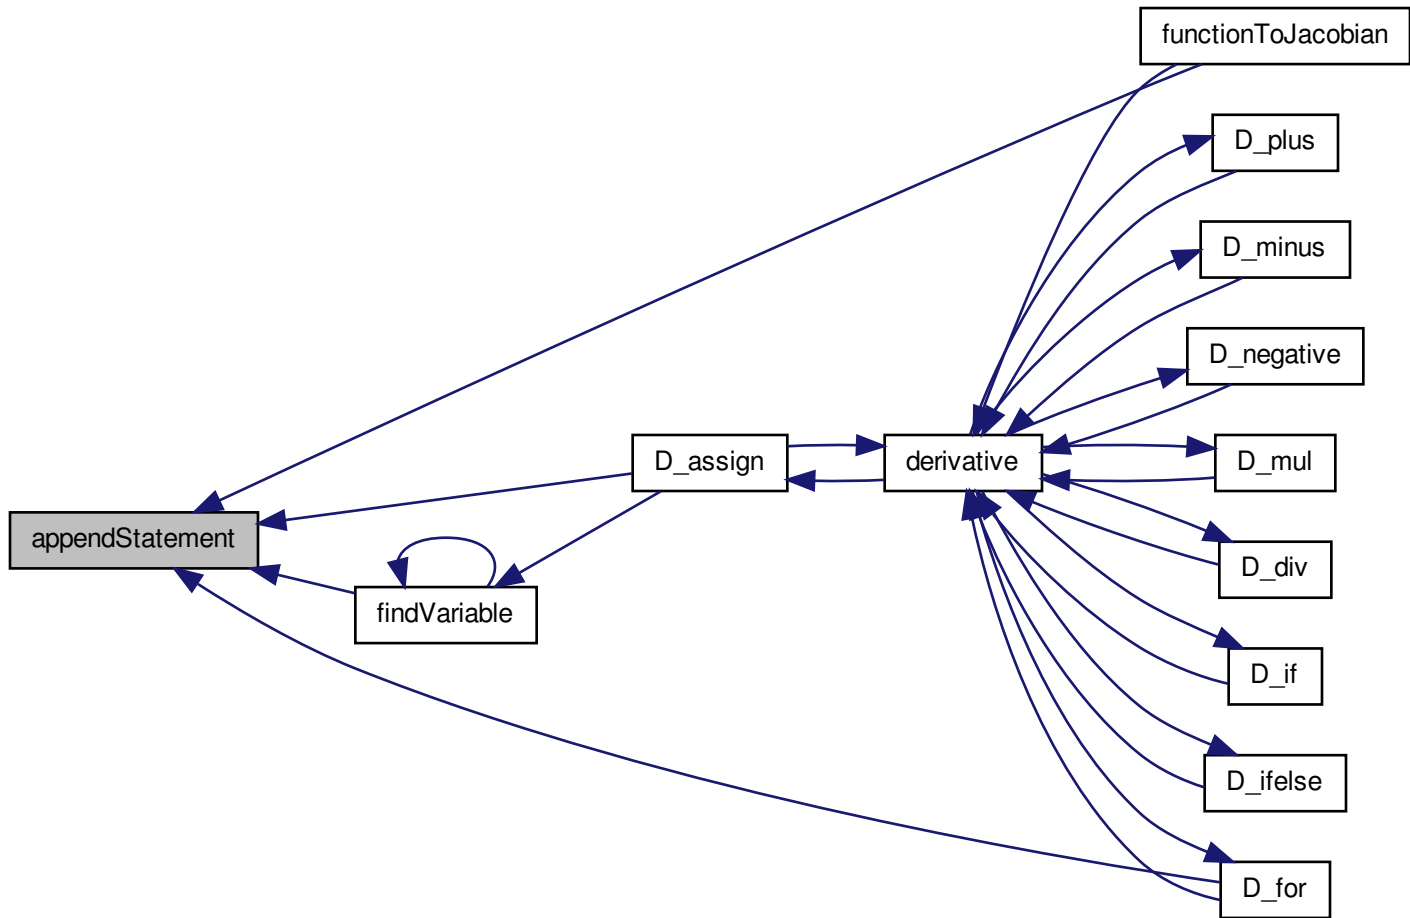 functionToJacobian
D_plus
D_minus
D_negative
D_assign
derivative
D_mul
appendStatement
D_div
findVariable
D_if
D_ifelse
D_for